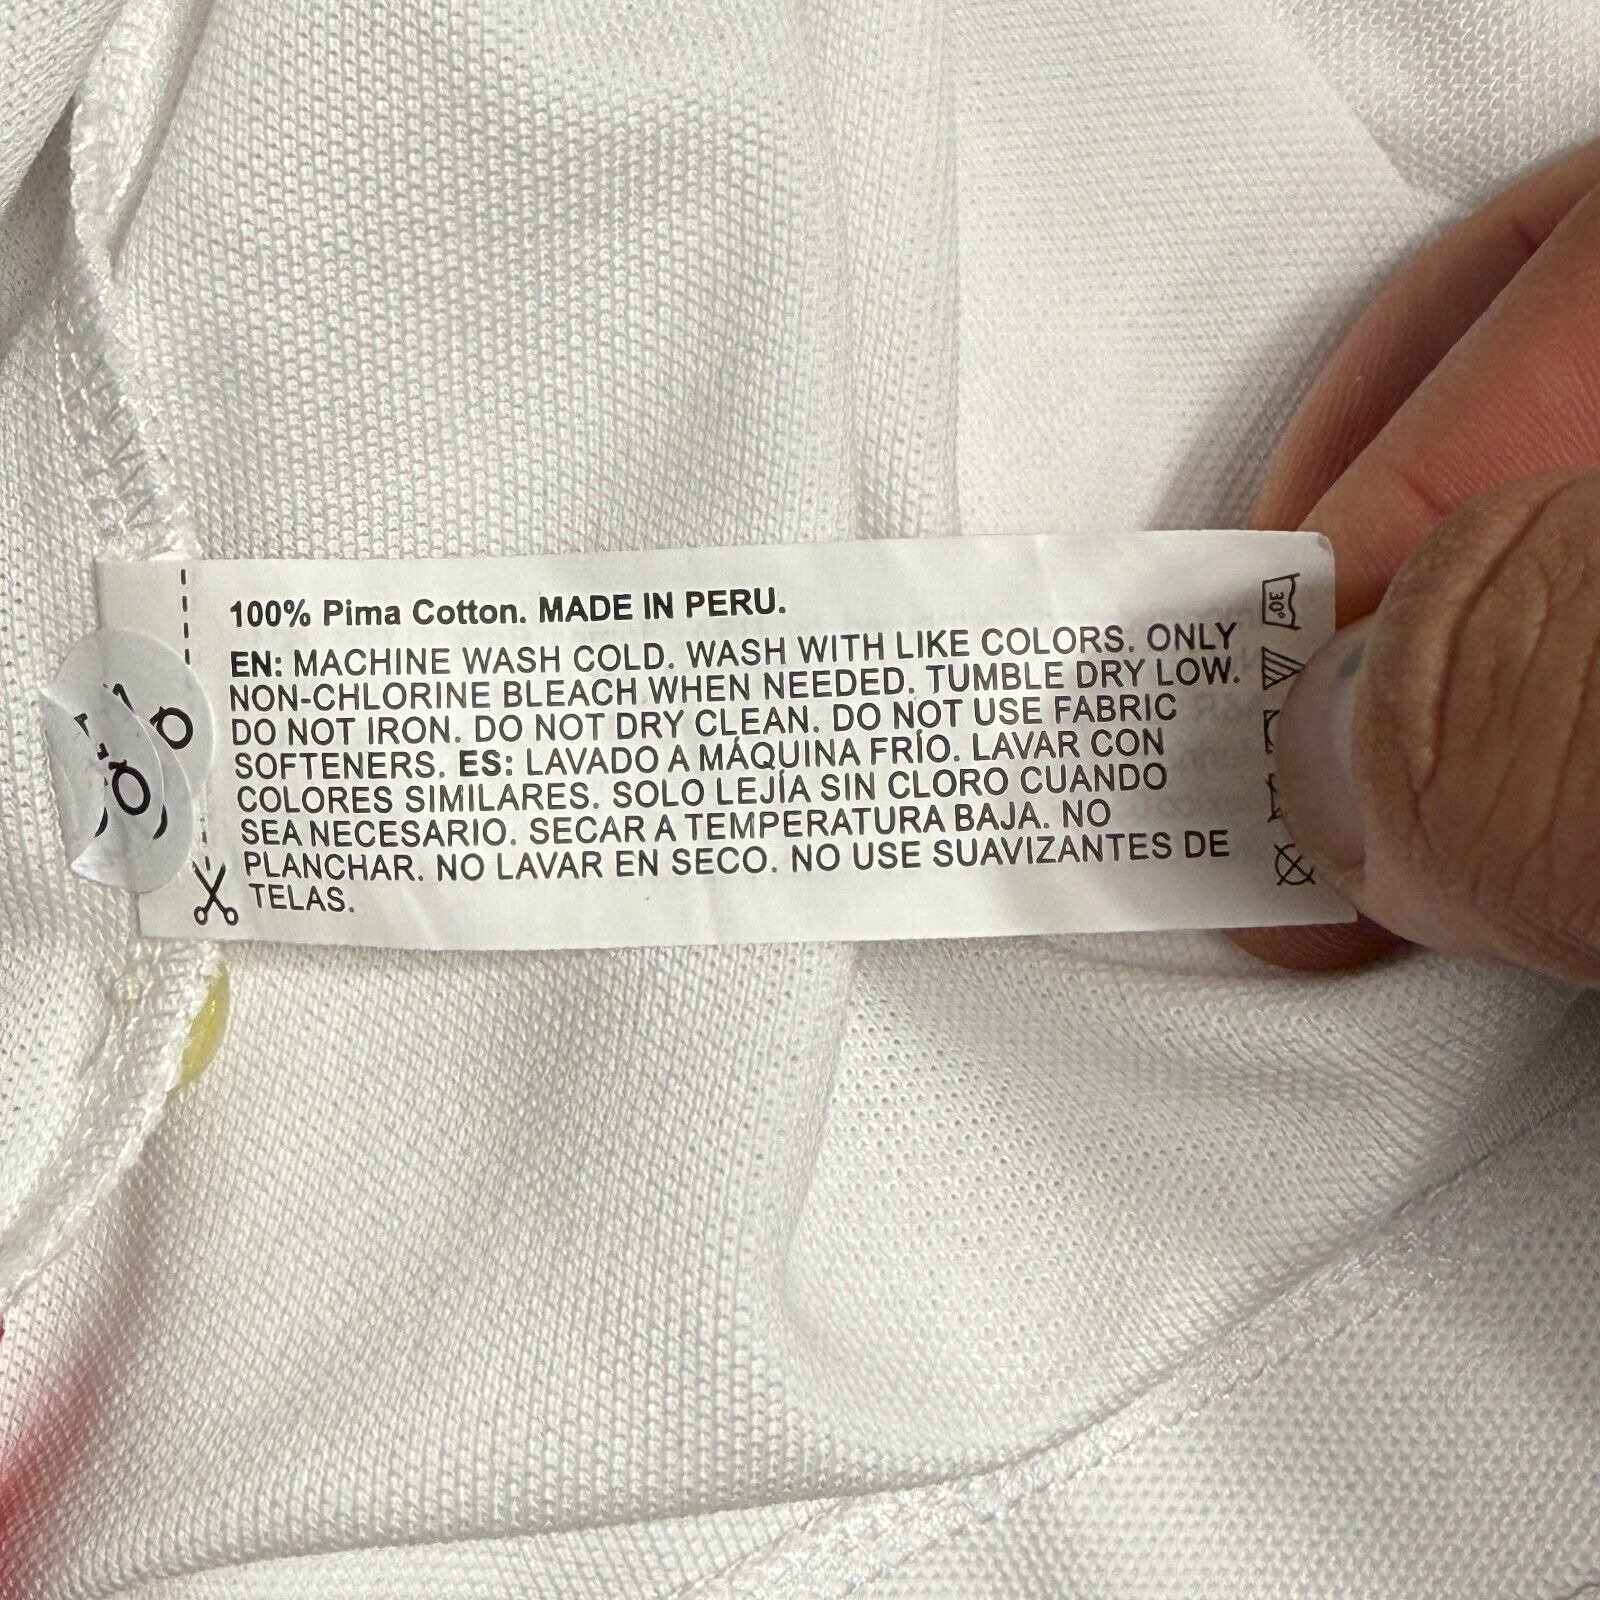 100% Pima Cotton. MADE IN PERU.
EN: MACHINE WASH COLD. WASH WITH LIKE COLORS. ONLY
NON-CHLORINE BLEACH WHEN NEEDED. TUMBLE DRY LOW.
DO NOT IRON. DO NOT DRY CLEAN. DO NOT USE FABRIC
SOFTENERS. ES: LAVADO A MÁQUINA FRÍO. LAVAR CON
COLORES SIMILARES. SOLO LEJÍA SIN CLORO CUANDO
SEA NECESARIO. SECAR A TEMPERATURA BAJA. NO
PLANCHAR. NO LAVAR EN SECO. NO USE SUAVIZANTES DE
TELAS.
30°